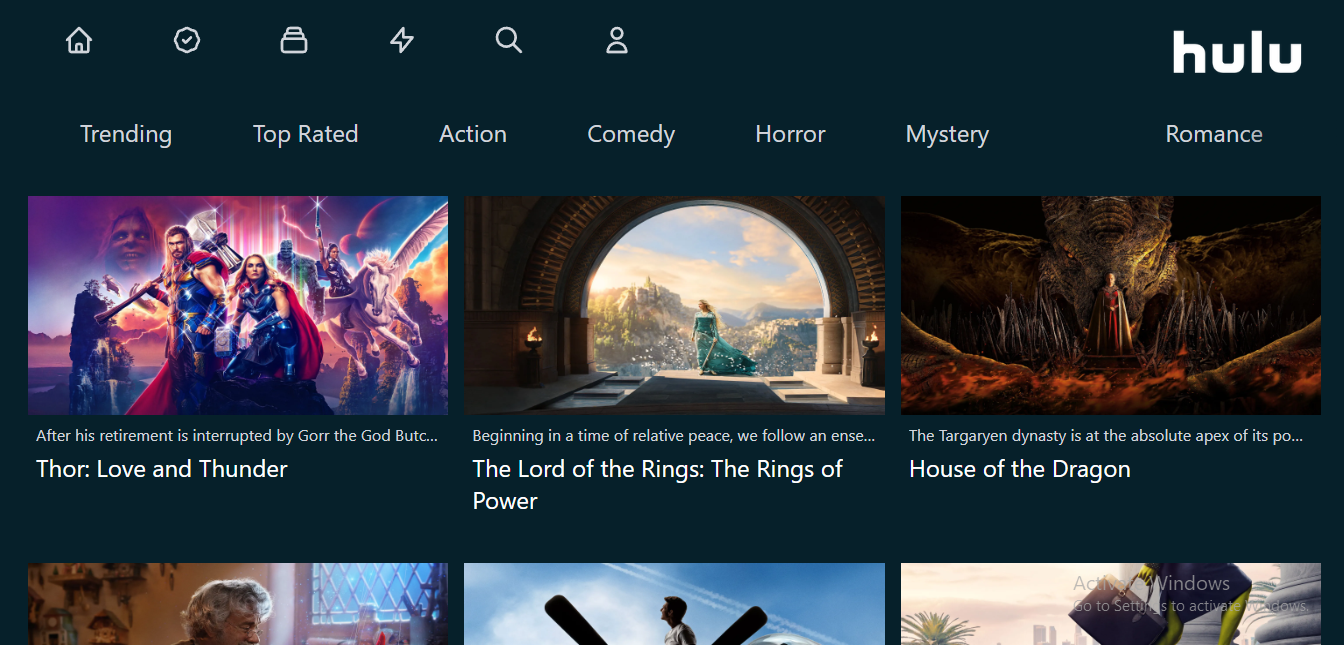 hulu
Trending Top Rated Action Comedy Horror Mystery Romance
After his retirement is interrupted by Gorr the God Butc...
Thor: Love and Thunder
Beginning in a time of relative peace, we follow an ense...
The Lord of the Rings: The Rings of
Power
The Targaryen dynasty is at the absolute apex of its po...
House of the Dragon
Activate Windows
Go to Settings to activate Windows.